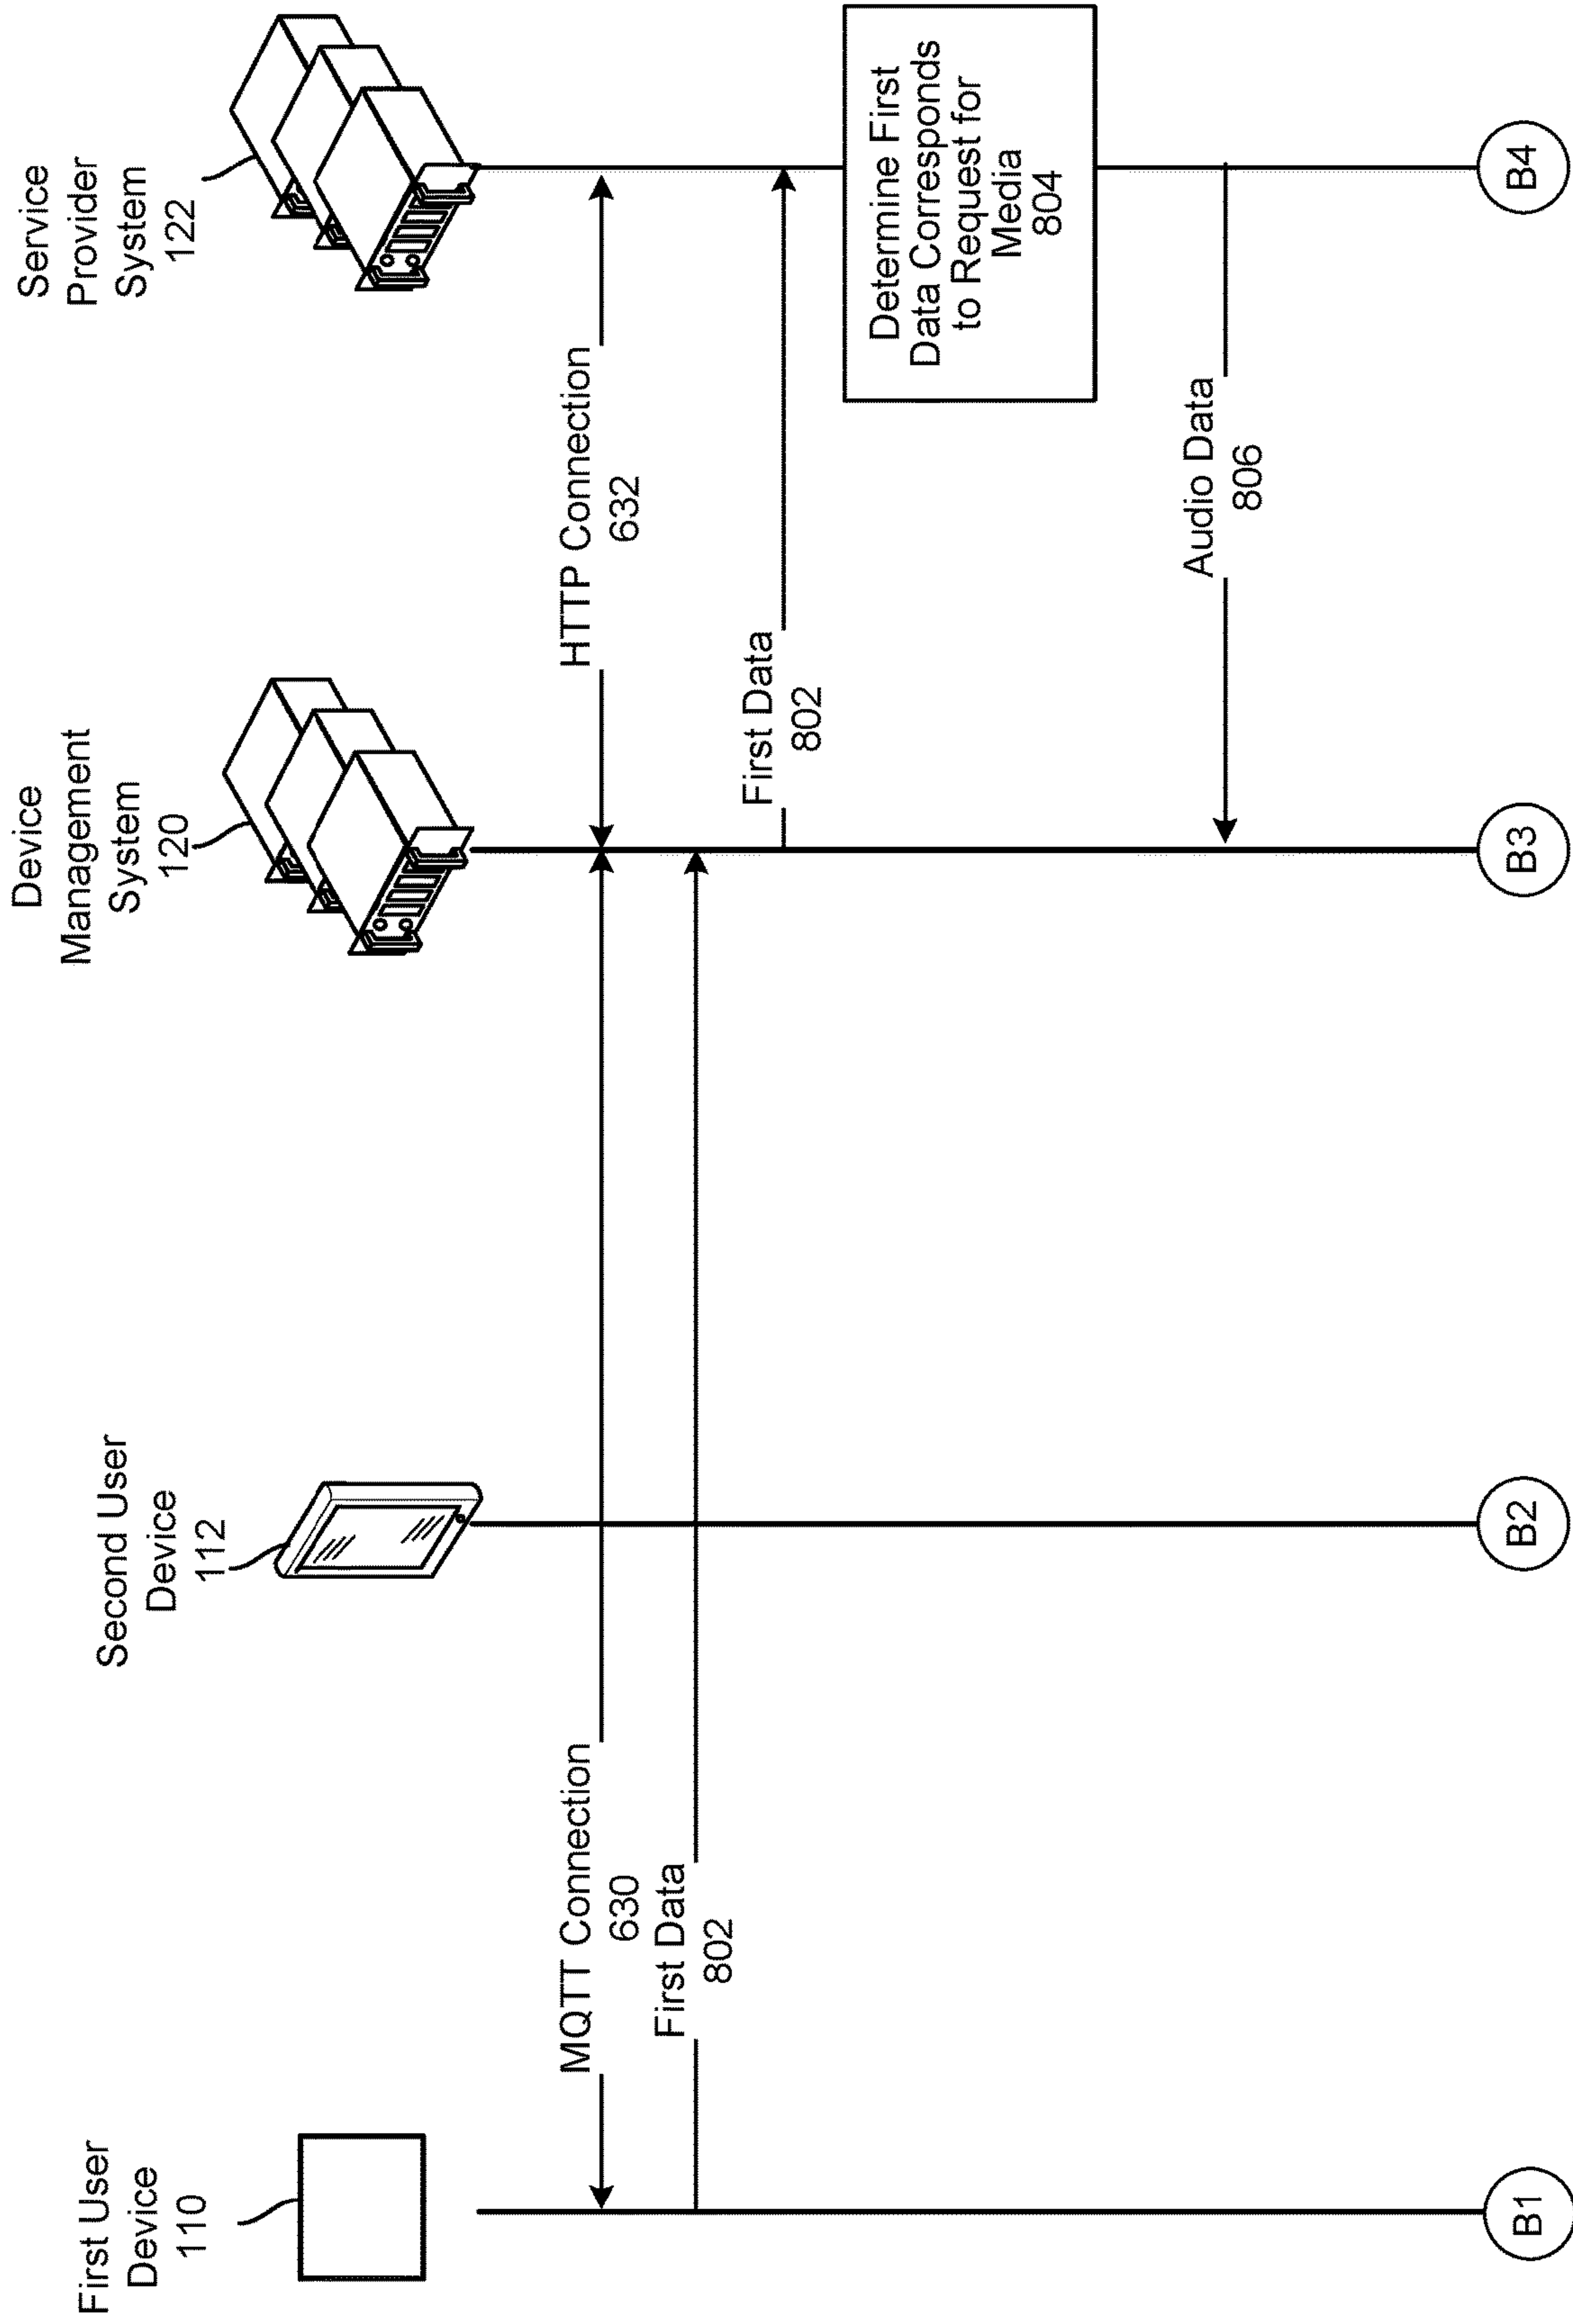 First User
Device
110
Second User
Device
112
Device
Management
System
120
Service
Provider
System
122
MQTT Connection
630
HTTP Connection
632
First Data
802
First Data
802
Determine First
Data Corresponds
to Request for
Media
804
Audio Data
806
B1
B2
B3
B4